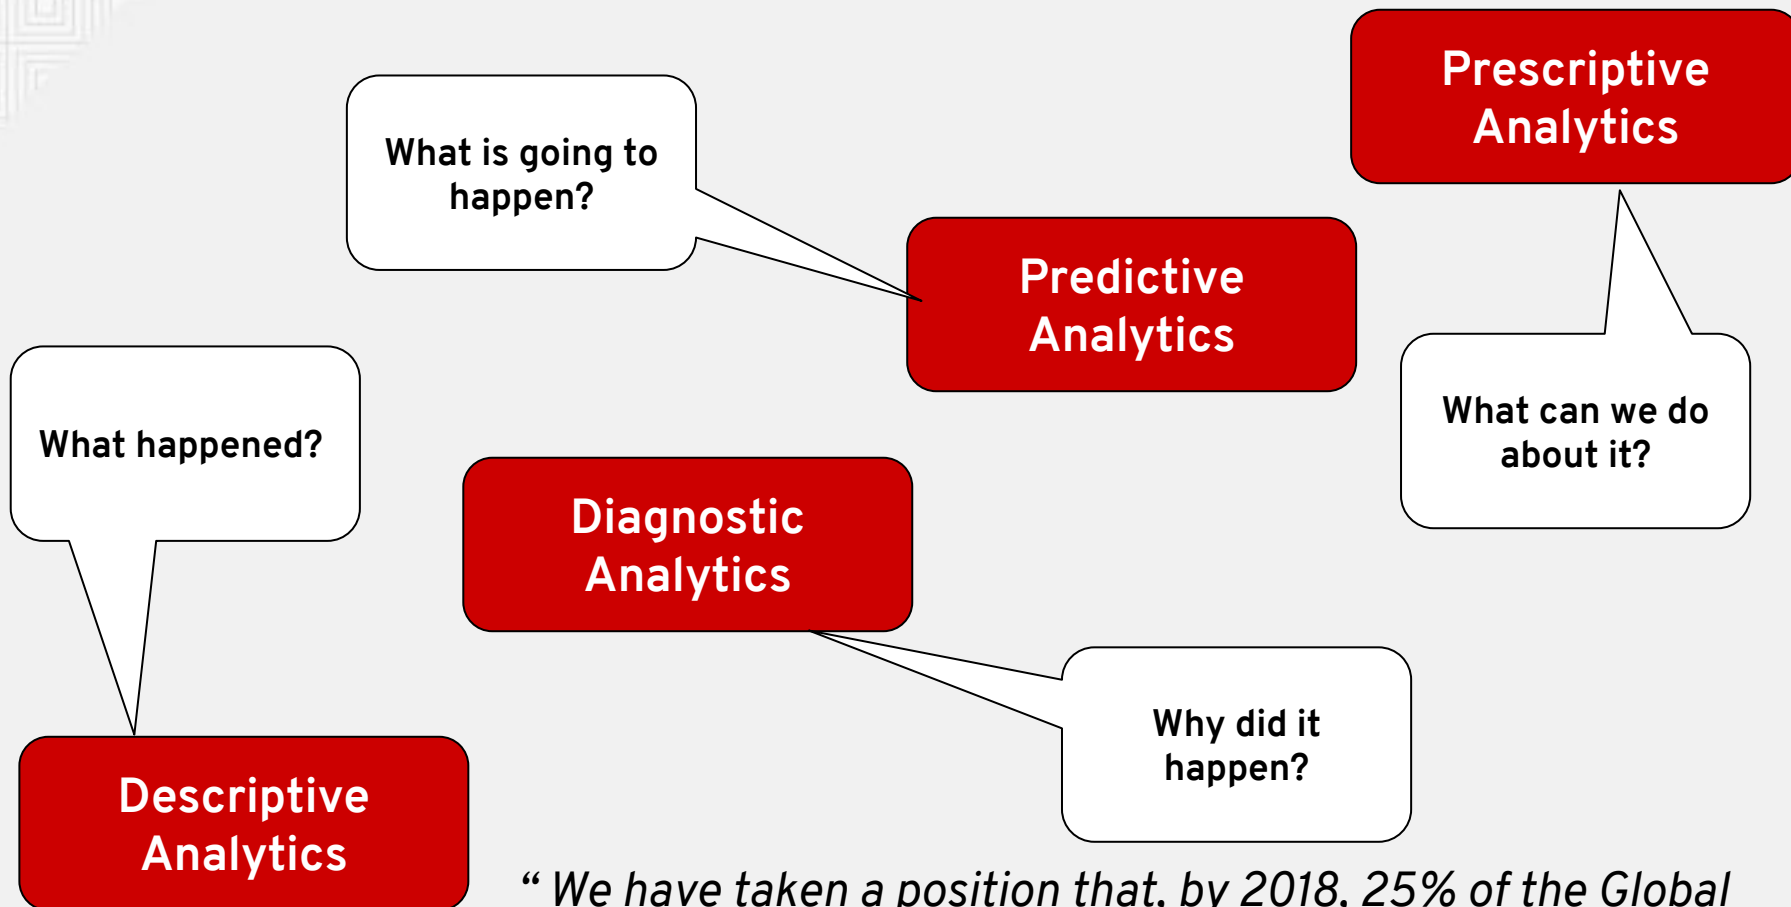 Prescriptive
Analytics
What is going to
happen?
Predictive
Analytics
What happened?
What can we do
about it?
Diagnostic
Analytics
Why did it
happen?
Descriptive
Analytics
“ We have taken a position that, by 2018, 25% of the Global